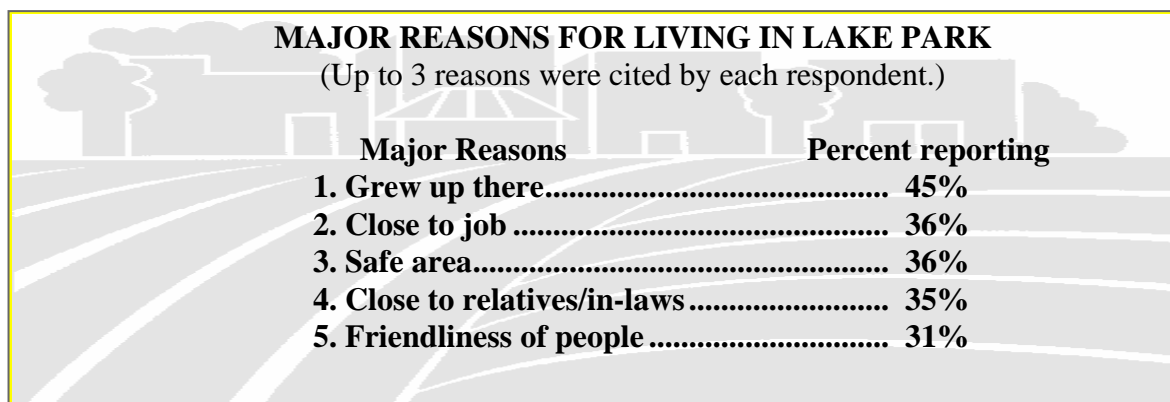 MAJOR REASONS FOR LIVING IN LAKE PARK
(Up to 3 reasons were cited by each respondent.)
Major Reasons Percent reporting
1. Grew up there............................................ 45%
2. Close to job ................................................ 36%
3. Safe area..................................................... 36%
4. Close to relatives/in-laws......................... 35%
5. Friendliness of people .............................. 31%